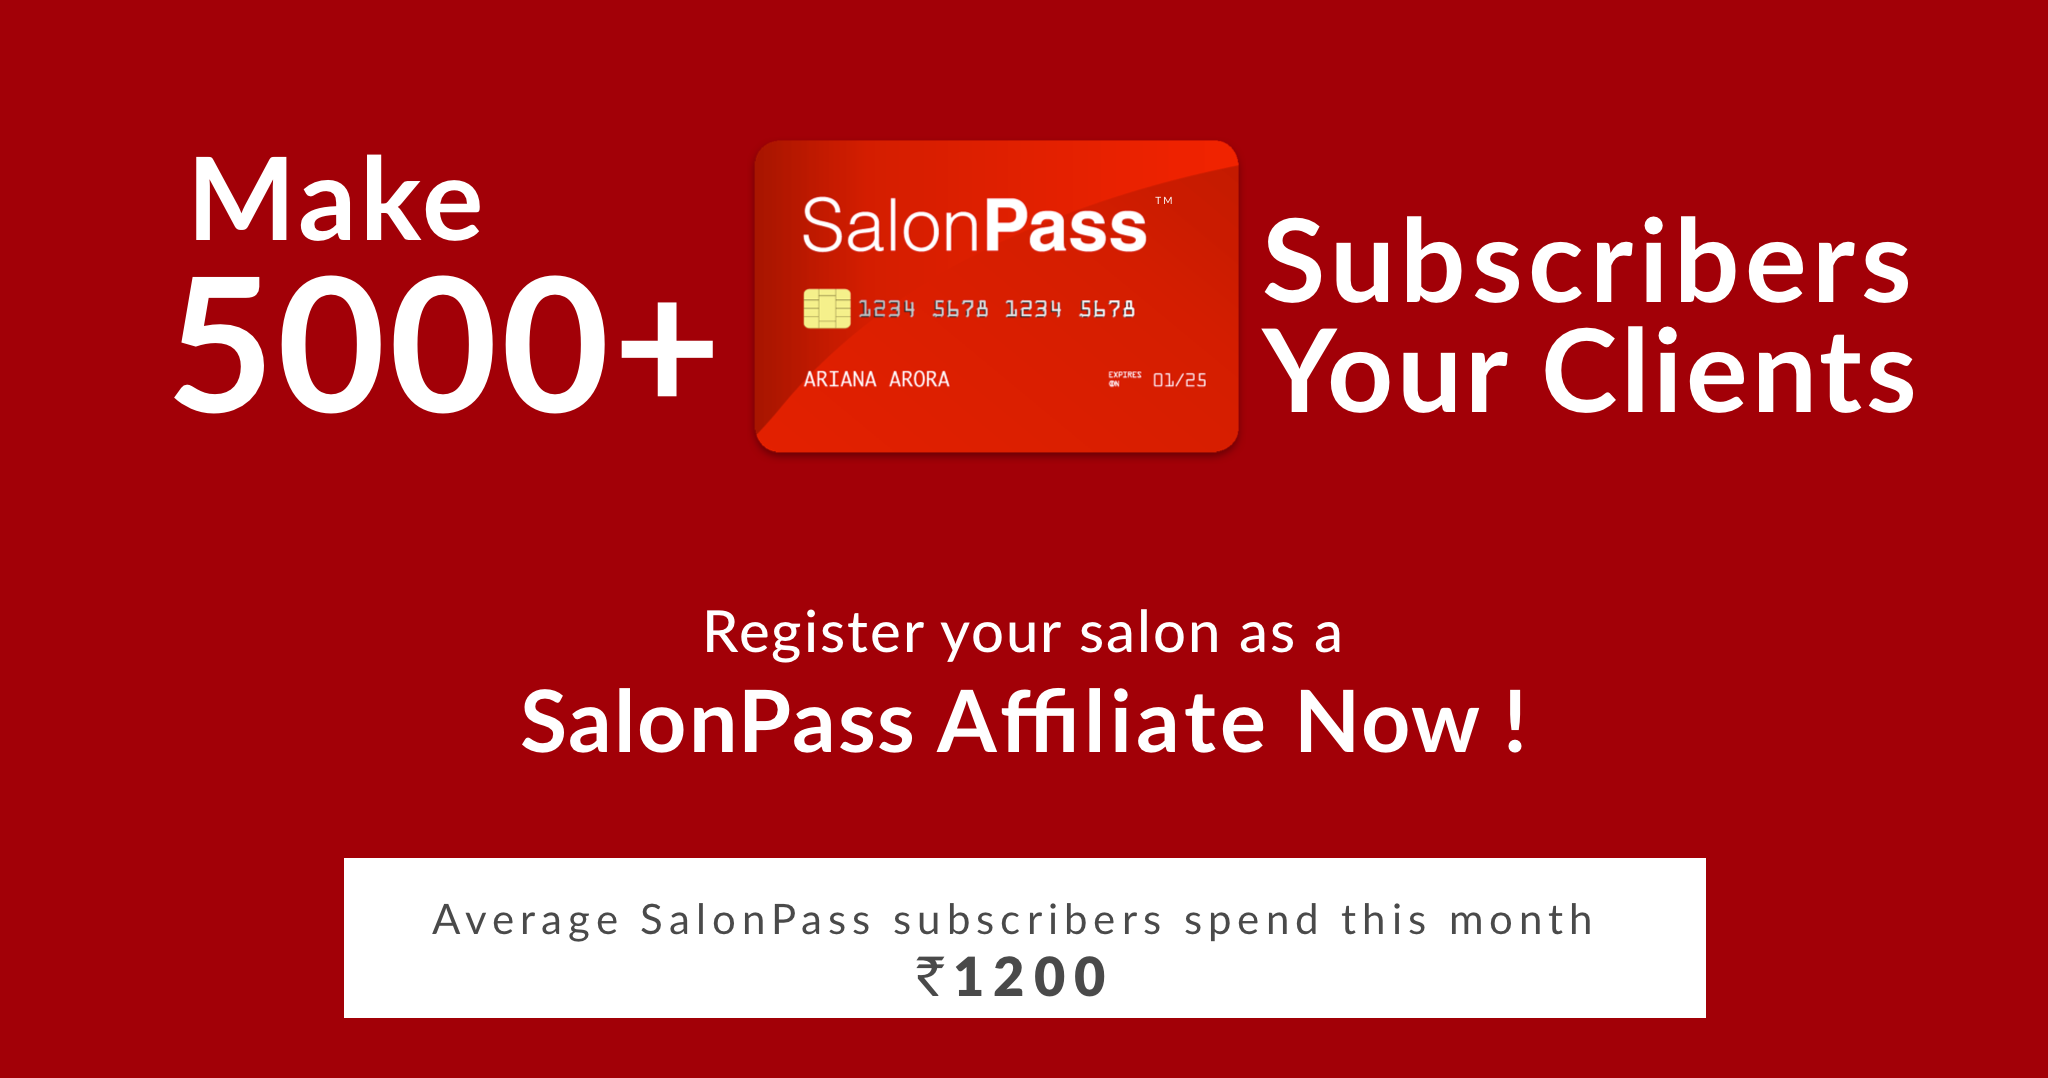 Make
5000+
SalonPass™
1234 5678 1234 5678
ARIANA ARORA
EXPIRES
ON
01/25
Subscribers
Your Clients
Register your salon as a
SalonPass Affiliate Now !
Average SalonPass subscribers spend this month
₹1200